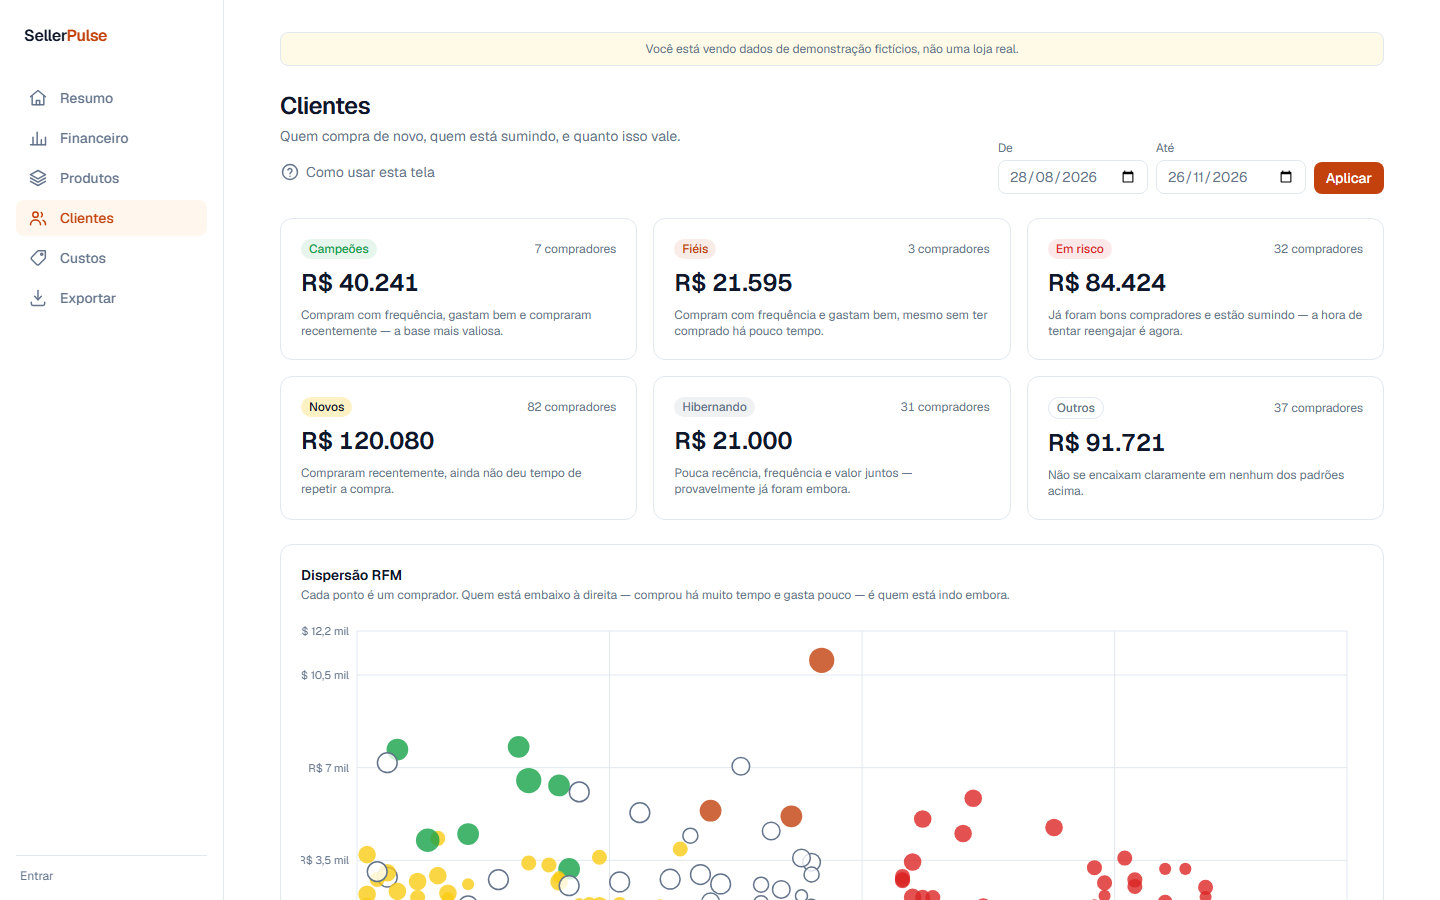 SellerPulse
Resumo
Financeiro
Produtos
Clientes
Custos
Exportar
Entrar
Você está vendo dados de demonstração fictícios, não uma loja real.
Clientes
Quem compra de novo, quem está sumindo, e quanto isso vale.
Como usar esta tela
De
28/08/2026
Até
26/11/2026
Aplicar
Campeões
7 compradores
R$ 40.241
Compram com frequência, gastam bem e compraram
recentemente — a base mais valiosa.
Fiéis
3 compradores
R$ 21.595
Compram com frequência e gastam bem, mesmo sem ter
comprado há pouco tempo.
Em risco
32 compradores
R$ 84.424
Já foram bons compradores e estão sumindo — a hora de
tentar reengajar é agora.
Novos
82 compradores
R$ 120.080
Compraram recentemente, ainda não deu tempo de
repetir a compra.
Hibernando
31 compradores
R$ 21.000
Pouca recência, frequência e valor juntos —
provavelmente já foram embora.
Outros
37 compradores
R$ 91.721
Não se encaixam claramente em nenhum dos padrões
acima.
Dispersão RFM
Cada ponto é um comprador. Quem está embaixo à direita — comprou há muito tempo e gasta pouco — é quem está indo embora.
$ 12,2 mil
$ 10,5 mil
R$ 7 mil
R$ 3,5 mil